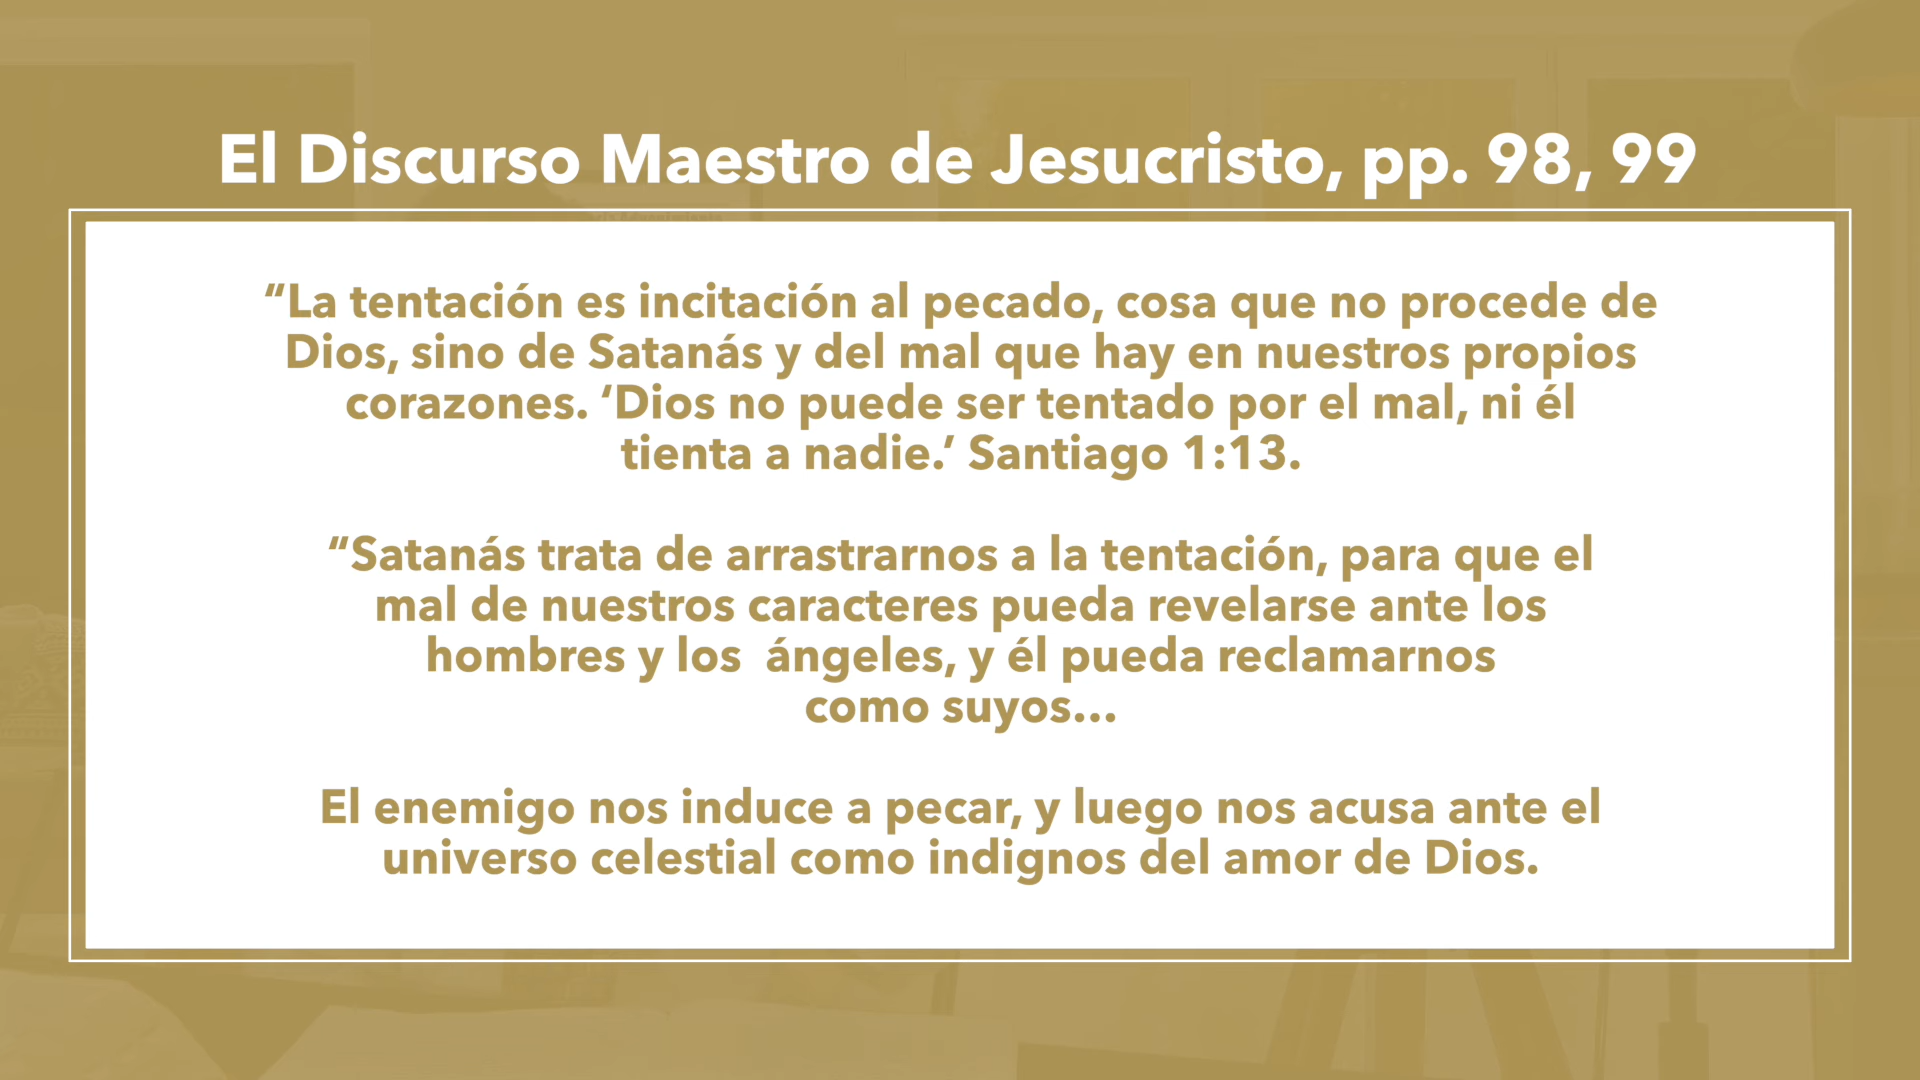 El Discurso Maestro de Jesucristo, pp. 98, 99
“La tentación es incitación al pecado, cosa que no procede de
Dios, sino de Satanás y del mal que hay en nuestros propios
corazones. ‘Dios no puede ser tentado por el mal, ni él
tienta a nadie.’ Santiago 1:13.
“Satanás trata de arrastrarnos a la tentación, para que el
mal de nuestros caracteres pueda revelarse ante los
hombres y los  ángeles, y él pueda reclamarnos
como suyos...
El enemigo nos induce a pecar, y luego nos acusa ante el
universo celestial como indignos del amor de Dios.